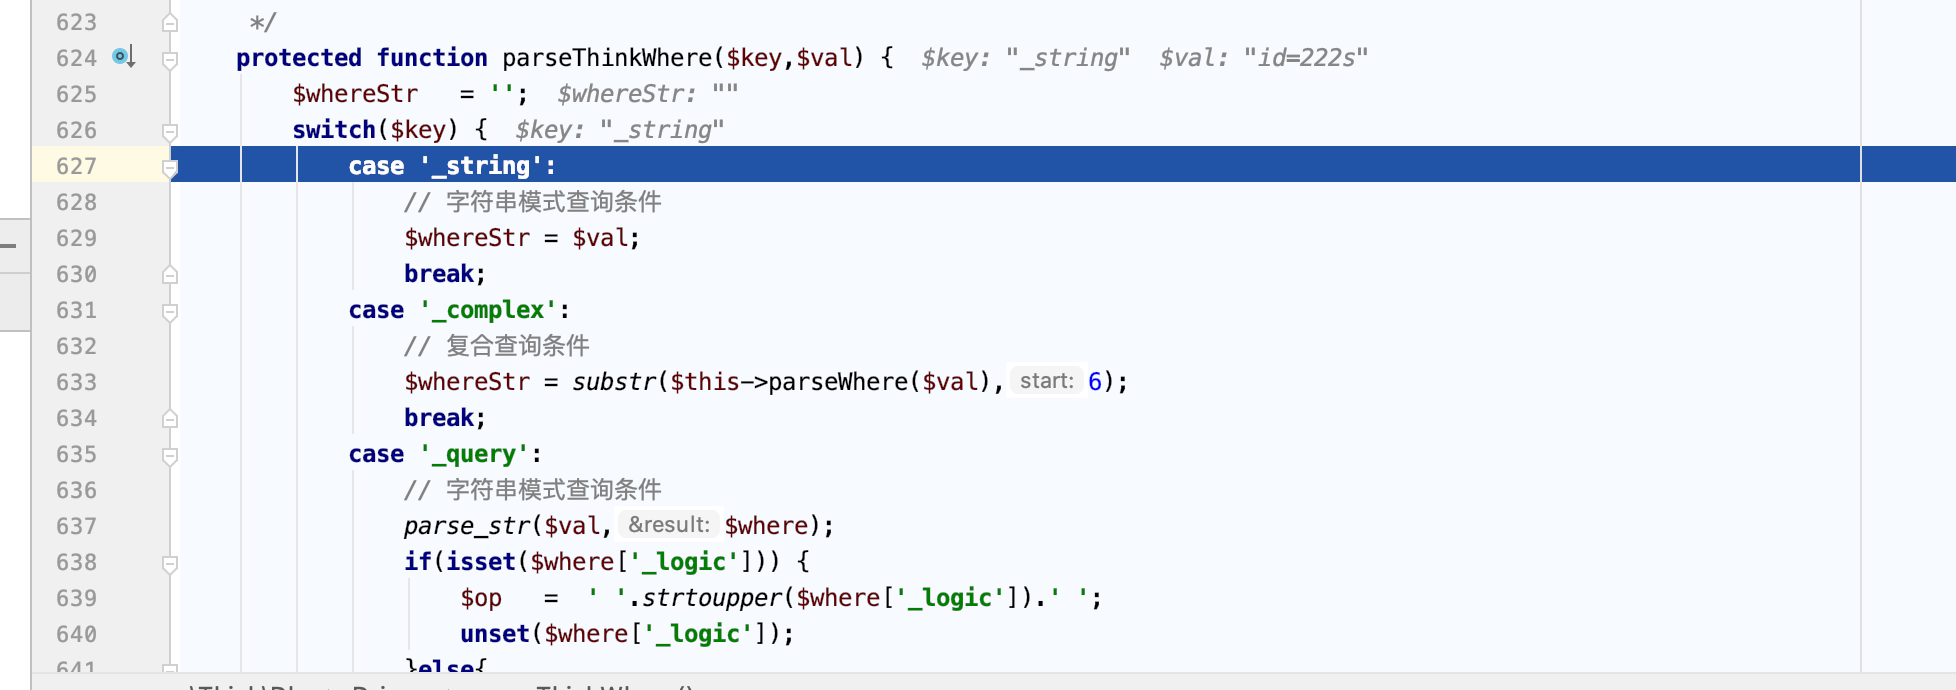 623 */
624 protected function parseThinkWhere($key,$val) { $key: "_string" $val: "id=222s"
625 $whereStr = ''; $whereStr: ""
626 switch($key) { $key: "_string"
627 case '_string':
628 // 字符串模式查询条件
629 $whereStr = $val;
630 break;
631 case '_complex':
632 // 复合查询条件
633 $whereStr = substr($this->parseWhere($val), start: 6);
634 break;
635 case '_query':
636 // 字符串模式查询条件
637 parse_str($val, &result: $where);
638 if(isset($where['_logic'])) {
639 $op = ' '.strtoupper($where['_logic']).' ';
640 unset($where['_logic']);
641 }else{